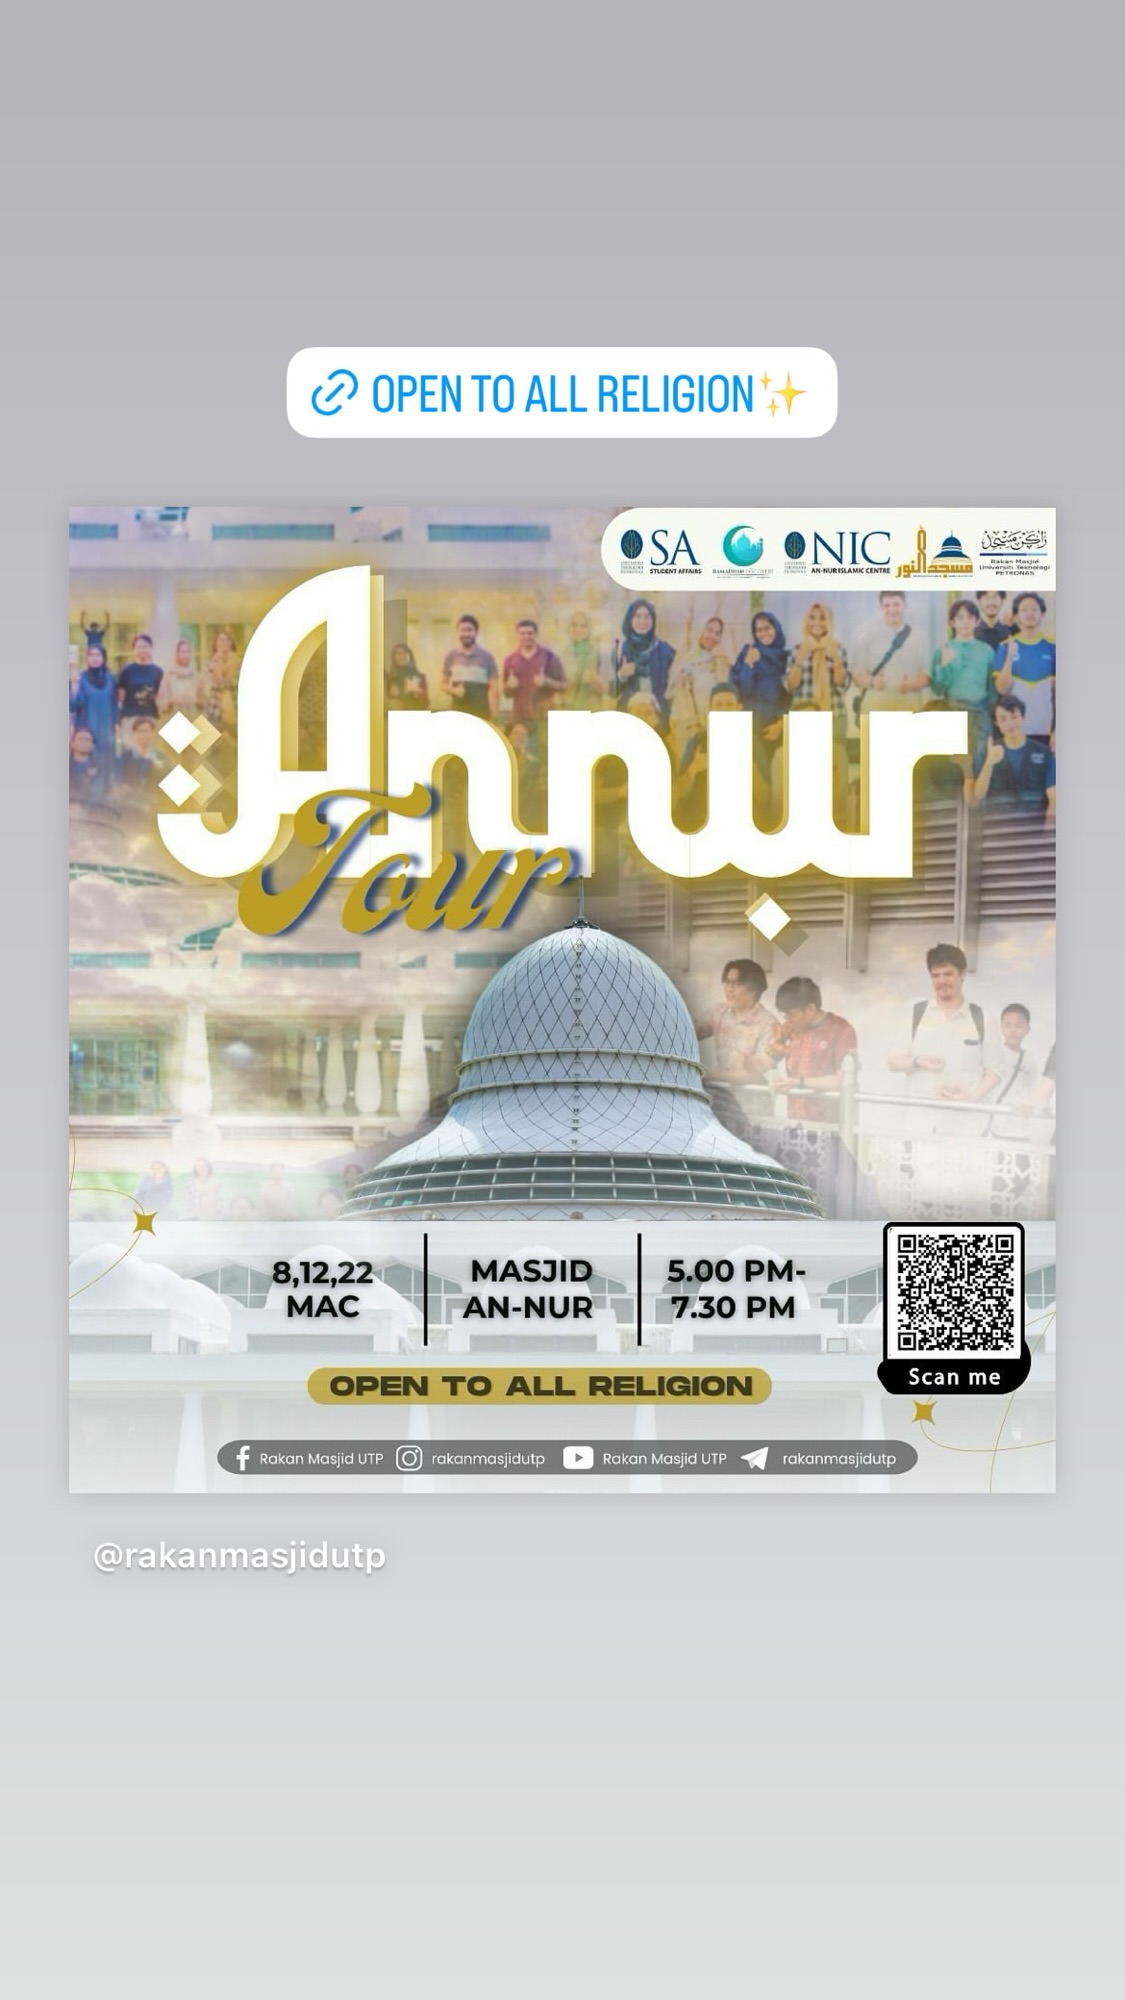 OPEN TO ALL RELIGION✨
SA
STUDENT AFFAIRS
NIC
AN-NUR ISLAMIC CENTRE
Rakan Masjid
Universiti Teknologi
PETRONAS
Annur
Tour
8,12,22
MAC
MASJID
AN-NUR
5.00 PM-
7.30 PM
Scan me
OPEN TO ALL RELIGION
Rakan Masjid UTP
rakanmasjidutp
Rakan Masjid UTP
rakanmasjidutp
@rakanmasjidutp